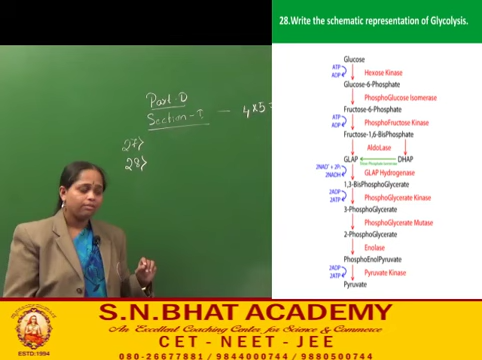 28.Write the schematic representation of Glycolysis.
Part-D
Section-I — 4×5=
27)
28)
Glucose
ATP
ADP
Hexose Kinase
Glucose-6-Phosphate
PhosphoGlucose Isomerase
Fructose-6-Phosphate
ATP
ADP
PhosphoFructose Kinase
Fructose-1,6-BisPhosphate
AldoLase
GLAP
DHAP
2NAD⁺ + 2Pi
2NADH
GLAP Hydrogenase
1,3-BisPhosphoGlycerate
2ADP
2ATP
PhosphoGlycerate Kinase
3-PhosphoGlycerate
PhosphoGlycerate Mutase
2-PhosphoGlycerate
Enolase
PhosphoEnolPyruvate
2ADP
2ATP
Pyruvate Kinase
Pyruvate
S.N.BHAT ACADEMY
An Excellent Coaching Center for Science & Commerce
CET - NEET - JEE
080-26677881 / 9844000744 / 9880500744
ESTD:1994